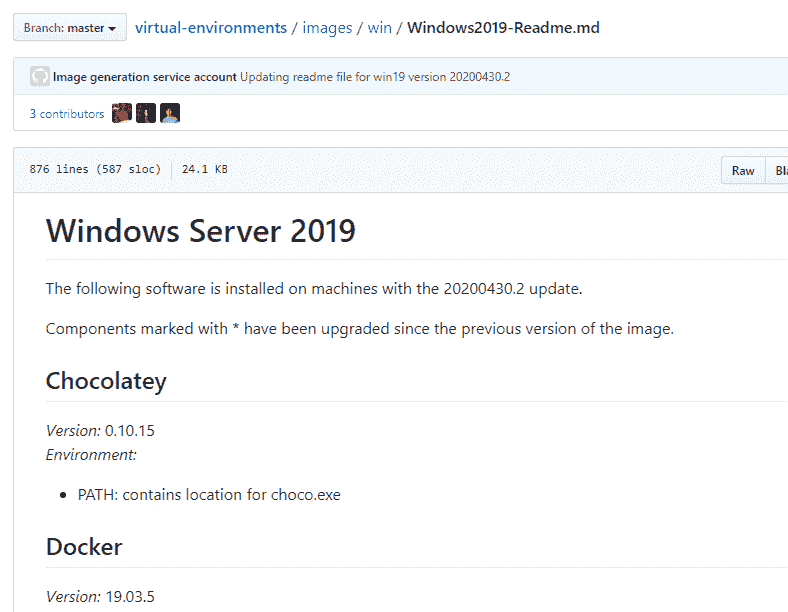 Branch: master
virtual-environments / images / win / Windows2019-Readme.md
Image generation service account Updating readme file for win19 version 20200430.2
3 contributors
876 lines (587 sloc) 24.1 KB
Raw
Windows Server 2019
The following software is installed on machines with the 20200430.2 update.
Components marked with * have been upgraded since the previous version of the image.
Chocolatey
Version: 0.10.15
Environment:
• PATH: contains location for choco.exe
Docker
Version: 19.03.5